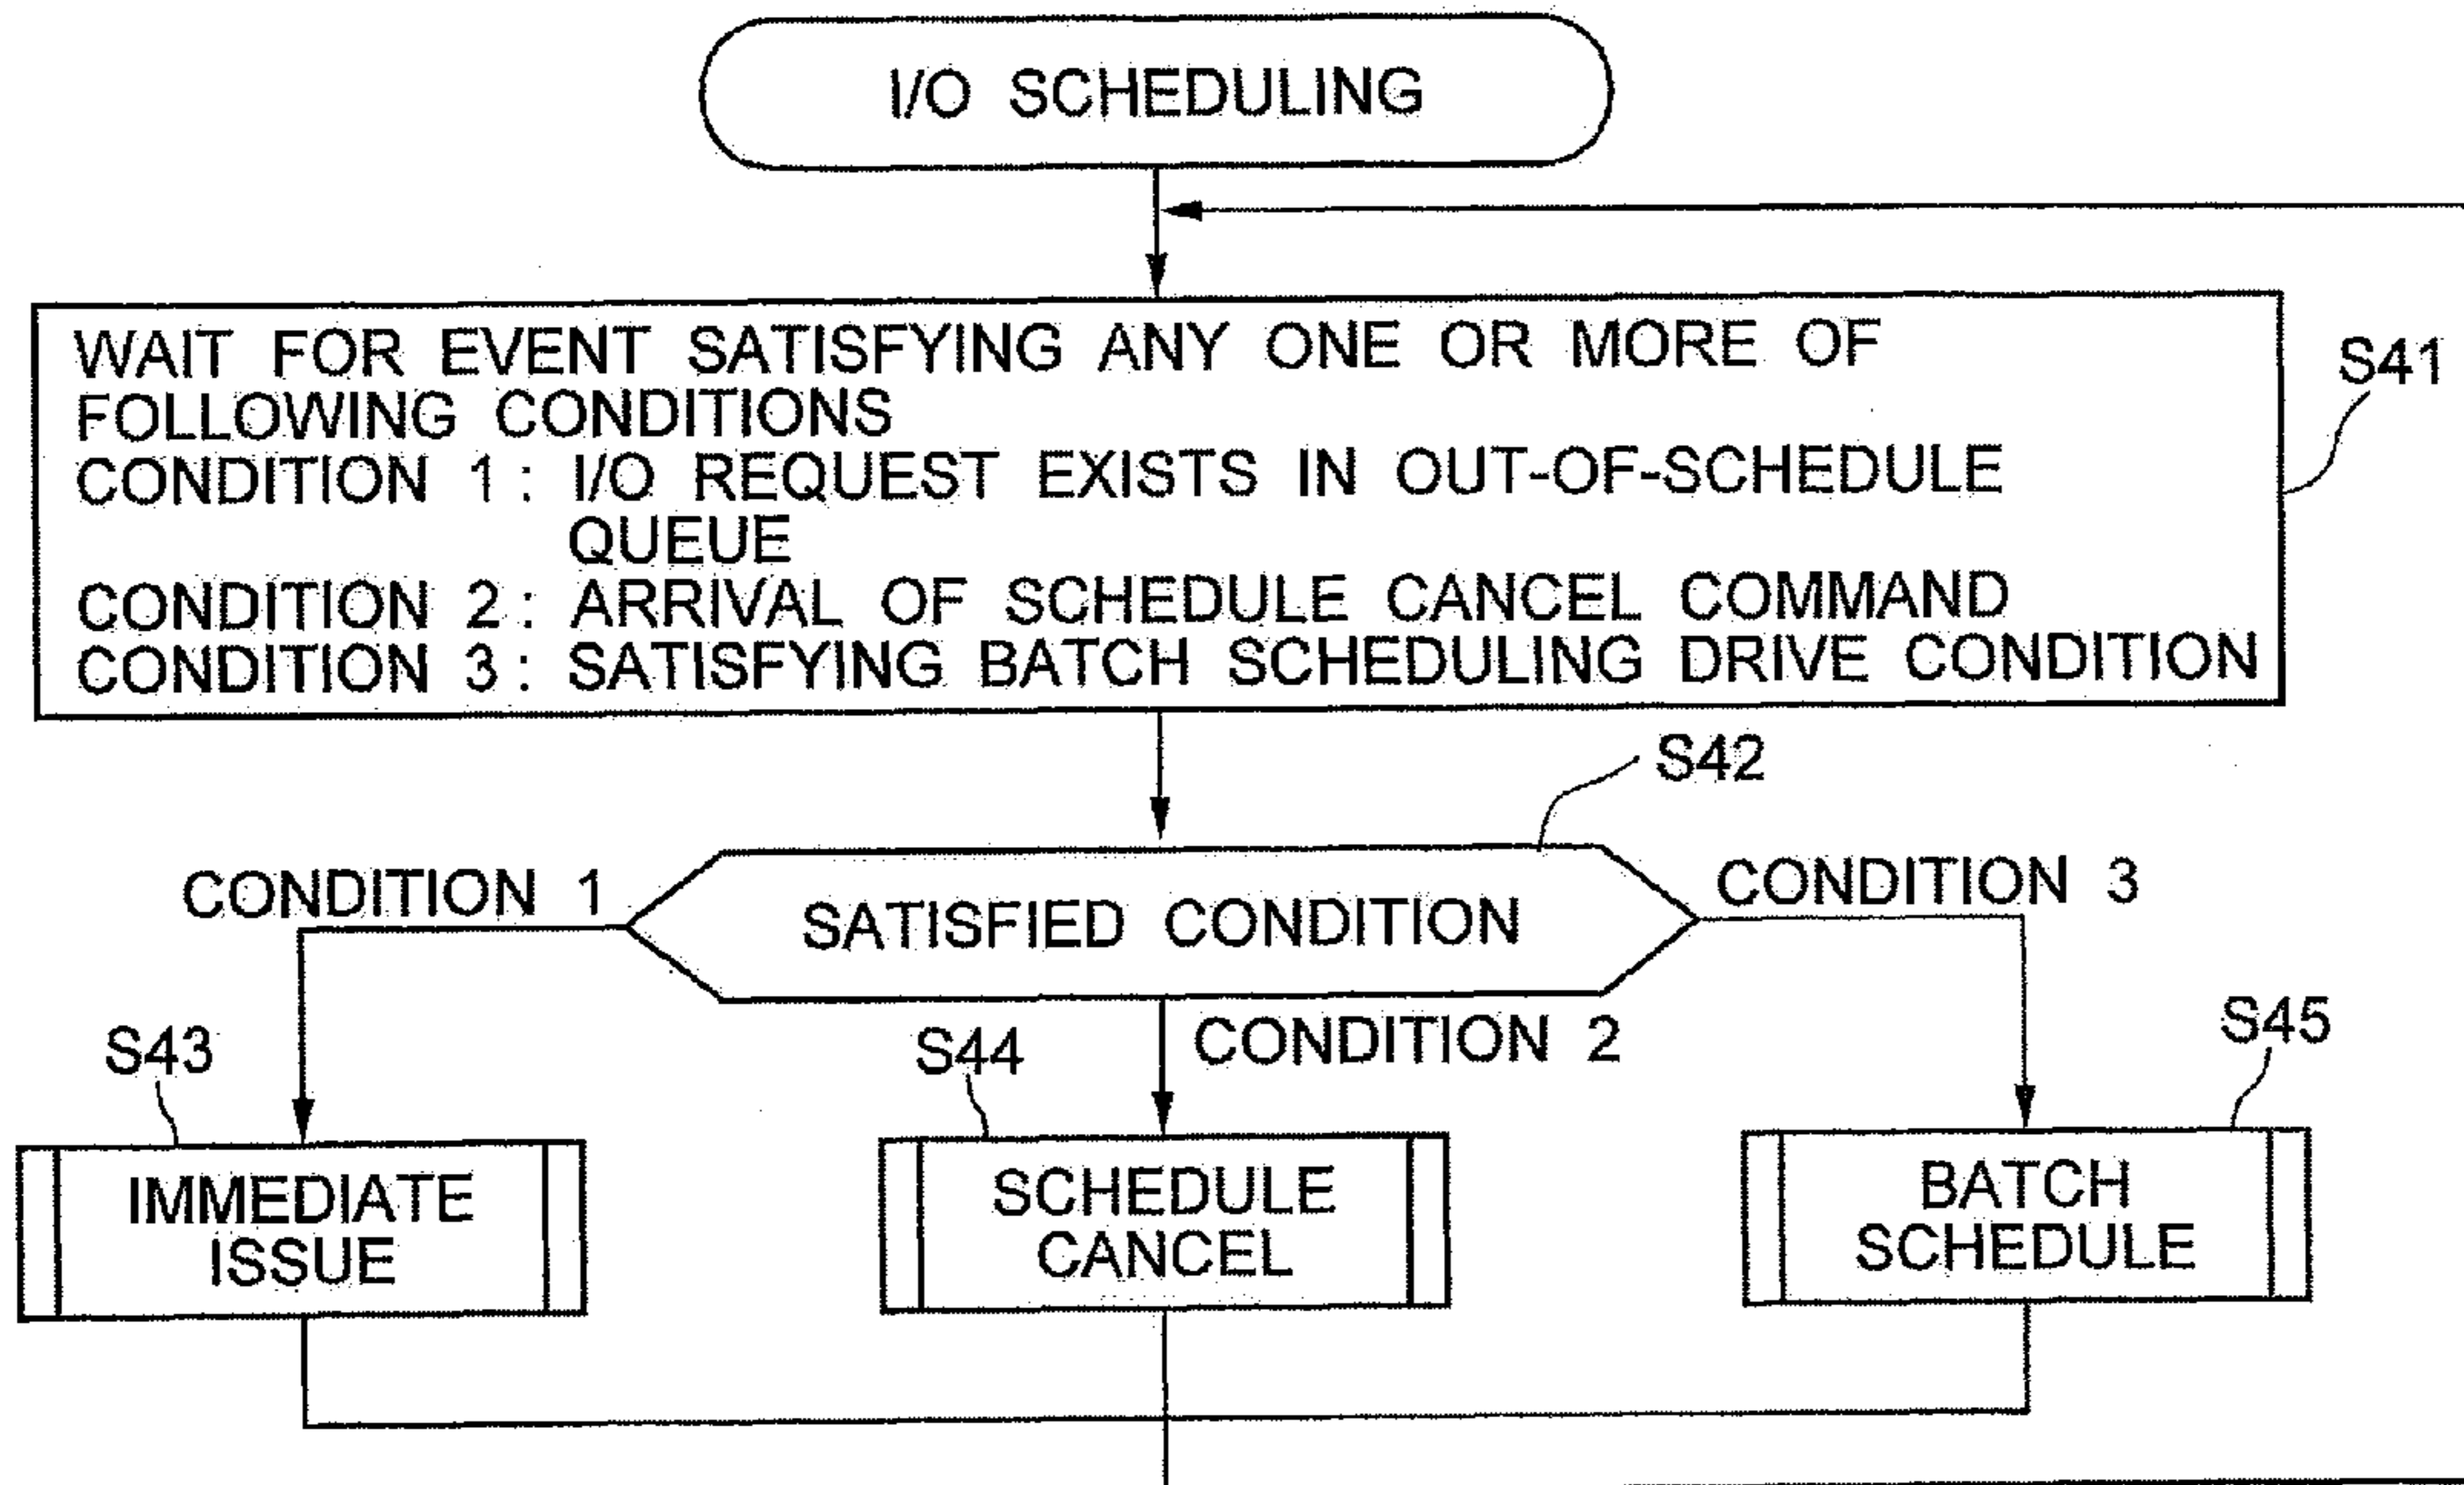 I/O SCHEDULING
WAIT FOR EVENT SATISFYING ANY ONE OR MORE OF
FOLLOWING CONDITIONS
CONDITION 1 : I/O REQUEST EXISTS IN OUT-OF-SCHEDULE
QUEUE
CONDITION 2 : ARRIVAL OF SCHEDULE CANCEL COMMAND
CONDITION 3 : SATISFYING BATCH SCHEDULING DRIVE CONDITION
S41
S42
CONDITION 1
SATISFIED CONDITION
CONDITION 3
S43
S44
CONDITION 2
S45
IMMEDIATE
ISSUE
SCHEDULE
CANCEL
BATCH
SCHEDULE